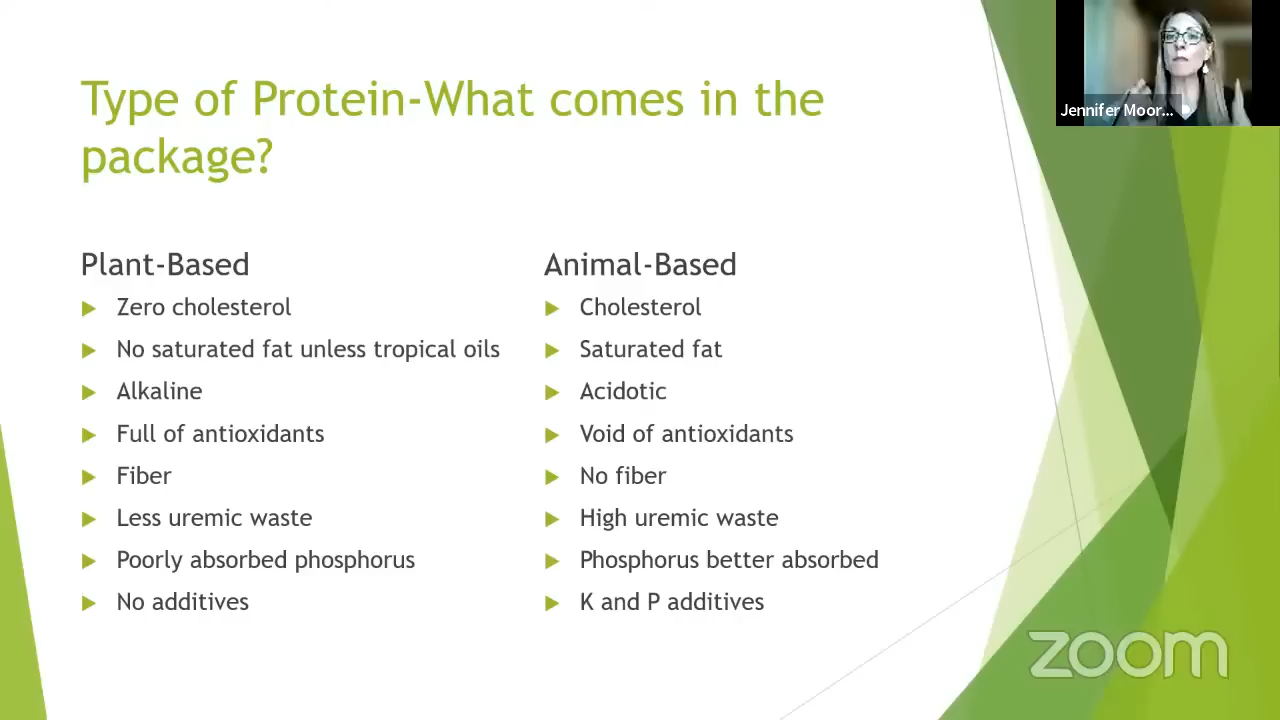 Type of Protein-What comes in the
package?
Jennifer Moor...
Plant-Based
Zero cholesterol
No saturated fat unless tropical oils
Alkaline
Full of antioxidants
Fiber
Less uremic waste
Poorly absorbed phosphorus
No additives
Animal-Based
Cholesterol
Saturated fat
Acidotic
Void of antioxidants
No fiber
High uremic waste
Phosphorus better absorbed
K and P additives
zoom